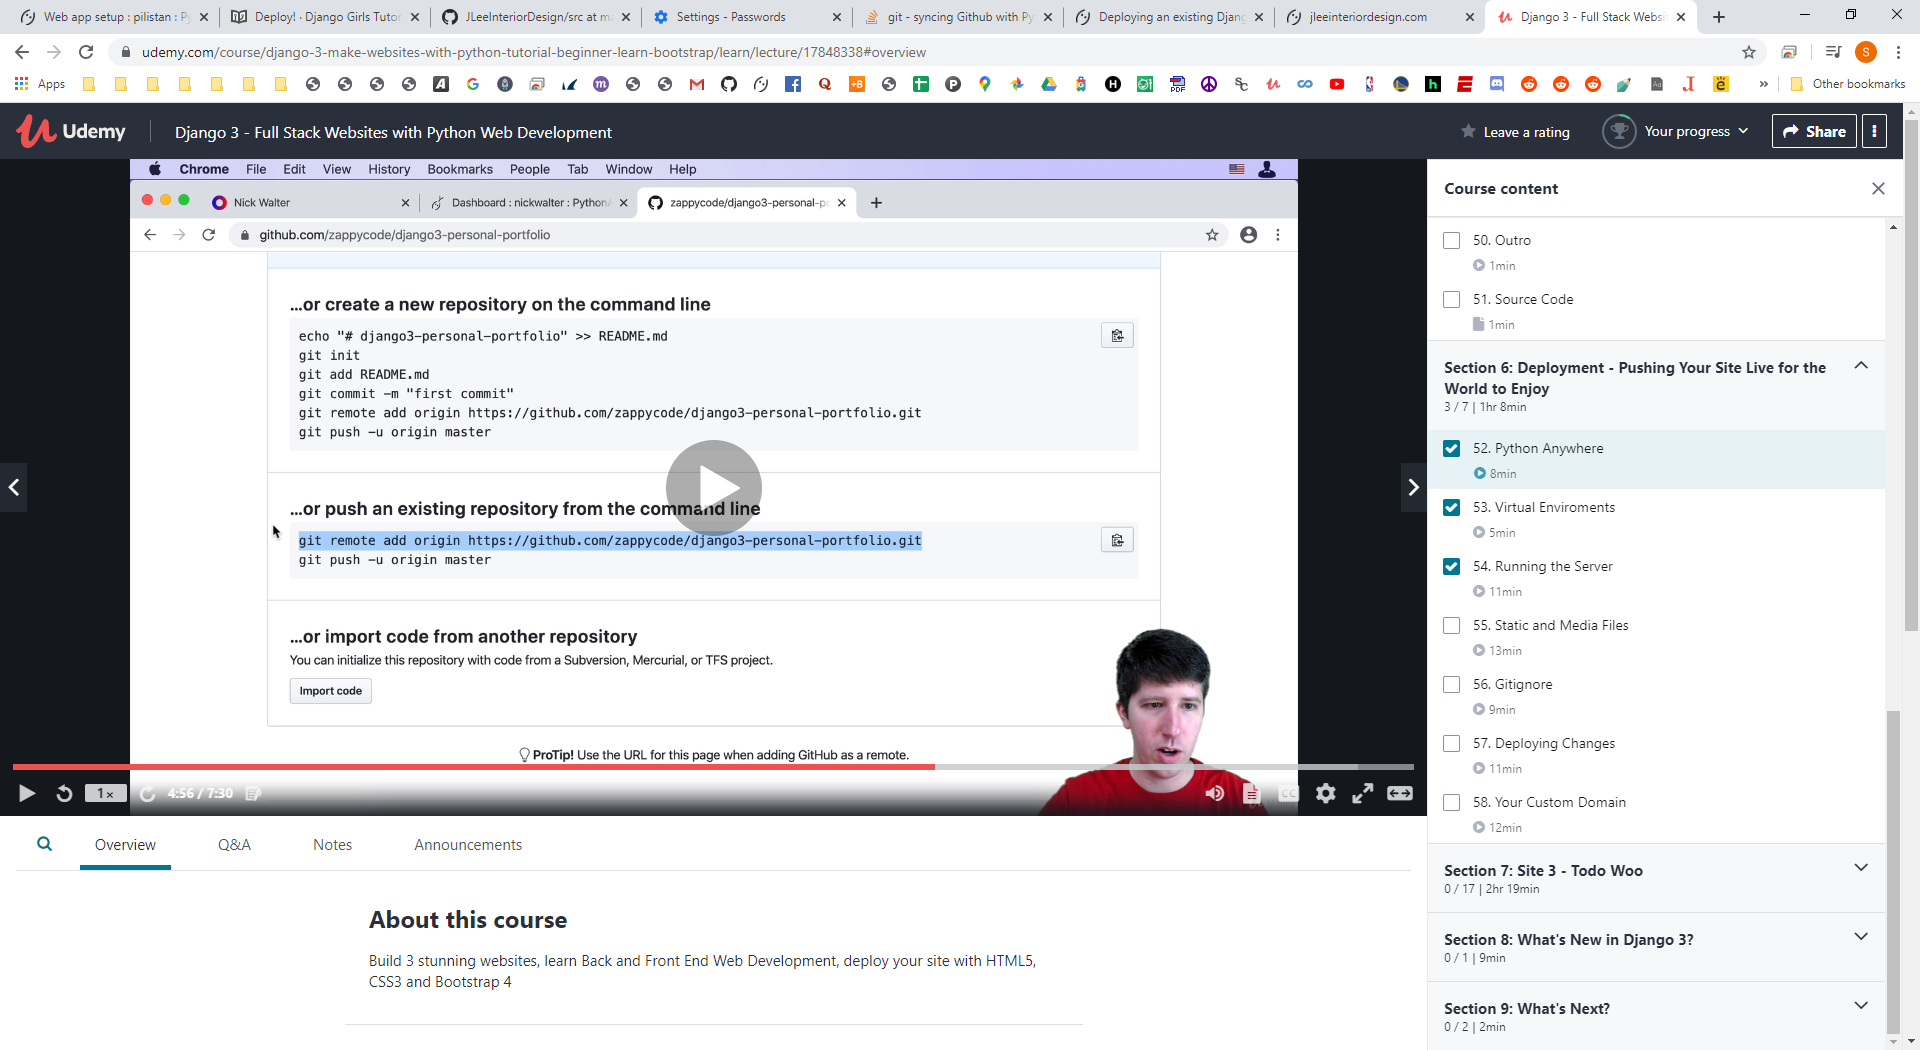 Web app setup : pilistan : Py
Deploy! · Django Girls Tutor
JLeeInteriorDesign/src at m
Settings - Passwords
git - syncing Github with Py
Deploying an existing Djang
jleeinteriordesign.com
Django 3 - Full Stack Websi
udemy.com/course/django-3-make-websites-with-python-tutorial-beginner-learn-bootstrap/learn/lecture/17848338#overview
S
Apps
Other bookmarks
Udemy
Django 3 - Full Stack Websites with Python Web Development
Leave a rating
Your progress
Share
Chrome File Edit View History Bookmarks People Tab Window Help
Nick Walter
Dashboard : nickwalter : PythonA
zappycode/django3-personal-po
github.com/zappycode/django3-personal-portfolio
...or create a new repository on the command line
echo "# django3-personal-portfolio" >> README.md
git init
git add README.md
git commit -m "first commit"
git remote add origin https://github.com/zappycode/django3-personal-portfolio.git
git push -u origin master
...or push an existing repository from the command line
git remote add origin https://github.com/zappycode/django3-personal-portfolio.git
git push -u origin master
...or import code from another repository
You can initialize this repository with code from a Subversion, Mercurial, or TFS project.
Import code
ProTip! Use the URL for this page when adding GitHub as a remote.
1x
4:56 / 7:30
CC
Overview
Q&A
Notes
Announcements
About this course
Build 3 stunning websites, learn Back and Front End Web Development, deploy your site with HTML5,
CSS3 and Bootstrap 4
Course content
50. Outro
1min
51. Source Code
1min
Section 6: Deployment - Pushing Your Site Live for the
World to Enjoy
3 / 7 | 1hr 8min
52. Python Anywhere
8min
53. Virtual Enviroments
5min
54. Running the Server
11min
55. Static and Media Files
13min
56. Gitignore
9min
57. Deploying Changes
11min
58. Your Custom Domain
12min
Section 7: Site 3 - Todo Woo
0 / 17 | 2hr 19min
Section 8: What's New in Django 3?
0 / 1 | 9min
Section 9: What's Next?
0 / 2 | 2min